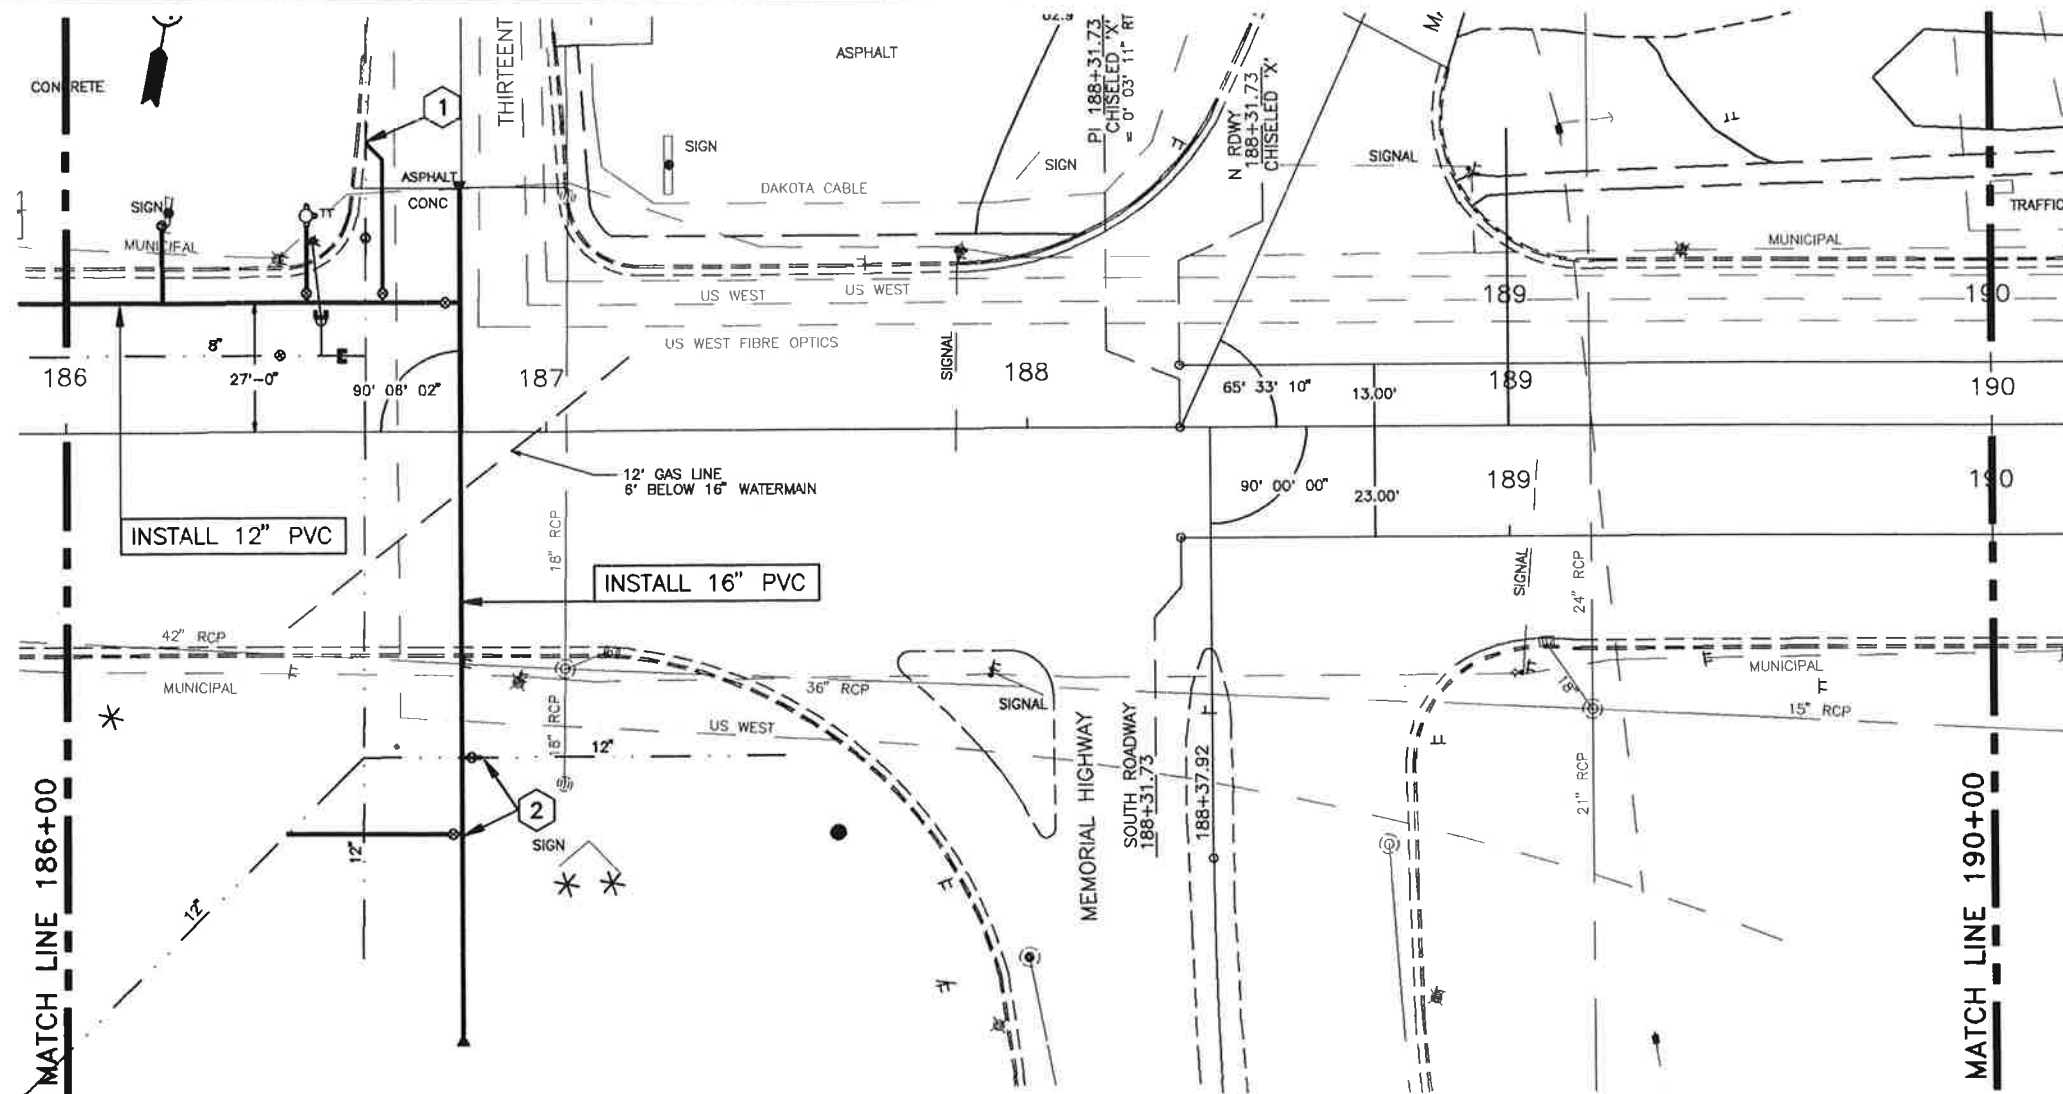 CONCRETE
1
THIRTEENT
ASPHALT
62.9
PI 188+31.73
CHISELED 'X'
= 0° 03' 11" RT
N RDWY
188+31.73
CHISELED 'X'
SIGN
SIGN
SIGNAL
ASPHALT
CONC
DAKOTA CABLE
SIGN
MUNICIPAL
TRAFFIC
MUNICIPAL
US WEST
US WEST
189
190
US WEST FIBRE OPTICS
8"
27'-0"
186
90° 06' 02"
187
SIGNAL
188
65° 33' 10"
13.00'
189
190
12' GAS LINE
6' BELOW 16" WATERMAIN
90° 00' 00"
23.00'
189
190
INSTALL 12" PVC
18" RCP
INSTALL 16" PVC
SIGNAL
24" RCP
42" RCP
MUNICIPAL
36" RCP
SIGNAL
18"
MUNICIPAL
15" RCP
18" RCP
US WEST
12"
MEMORIAL HIGHWAY
SOUTH ROADWAY
188+31.73
188+37.92
21" RCP
2
SIGN
12"
12"
MATCH LINE 186+00
MATCH LINE 190+00